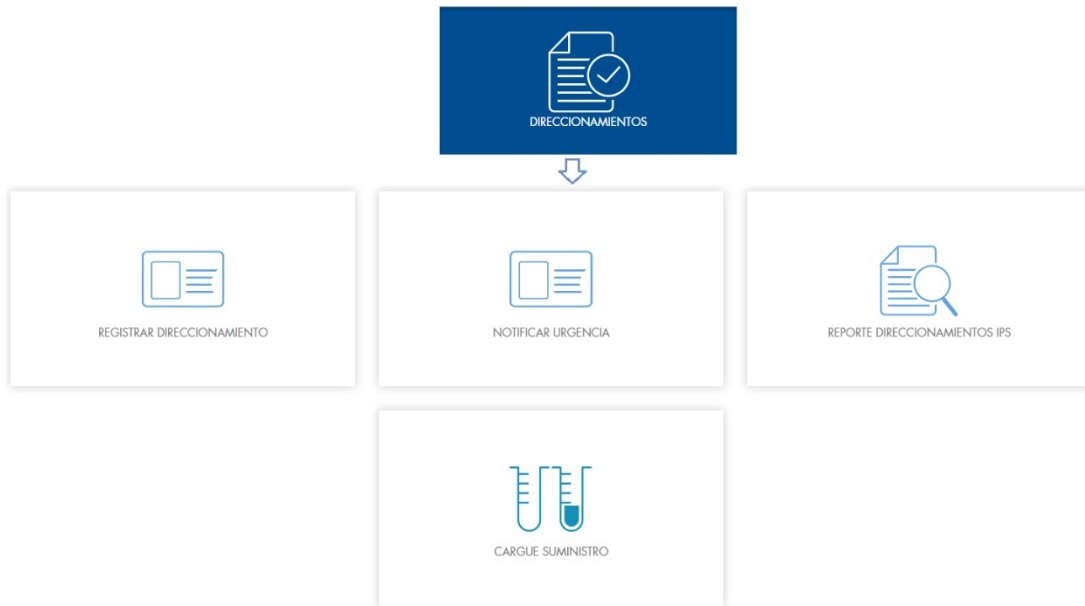 DIRECCIONAMIENTOS
REGISTRAR DIRECCIONAMIENTO
NOTIFICAR URGENCIA
REPORTE DIRECCIONAMIENTOS IPS
CARGUE SUMINISTRO